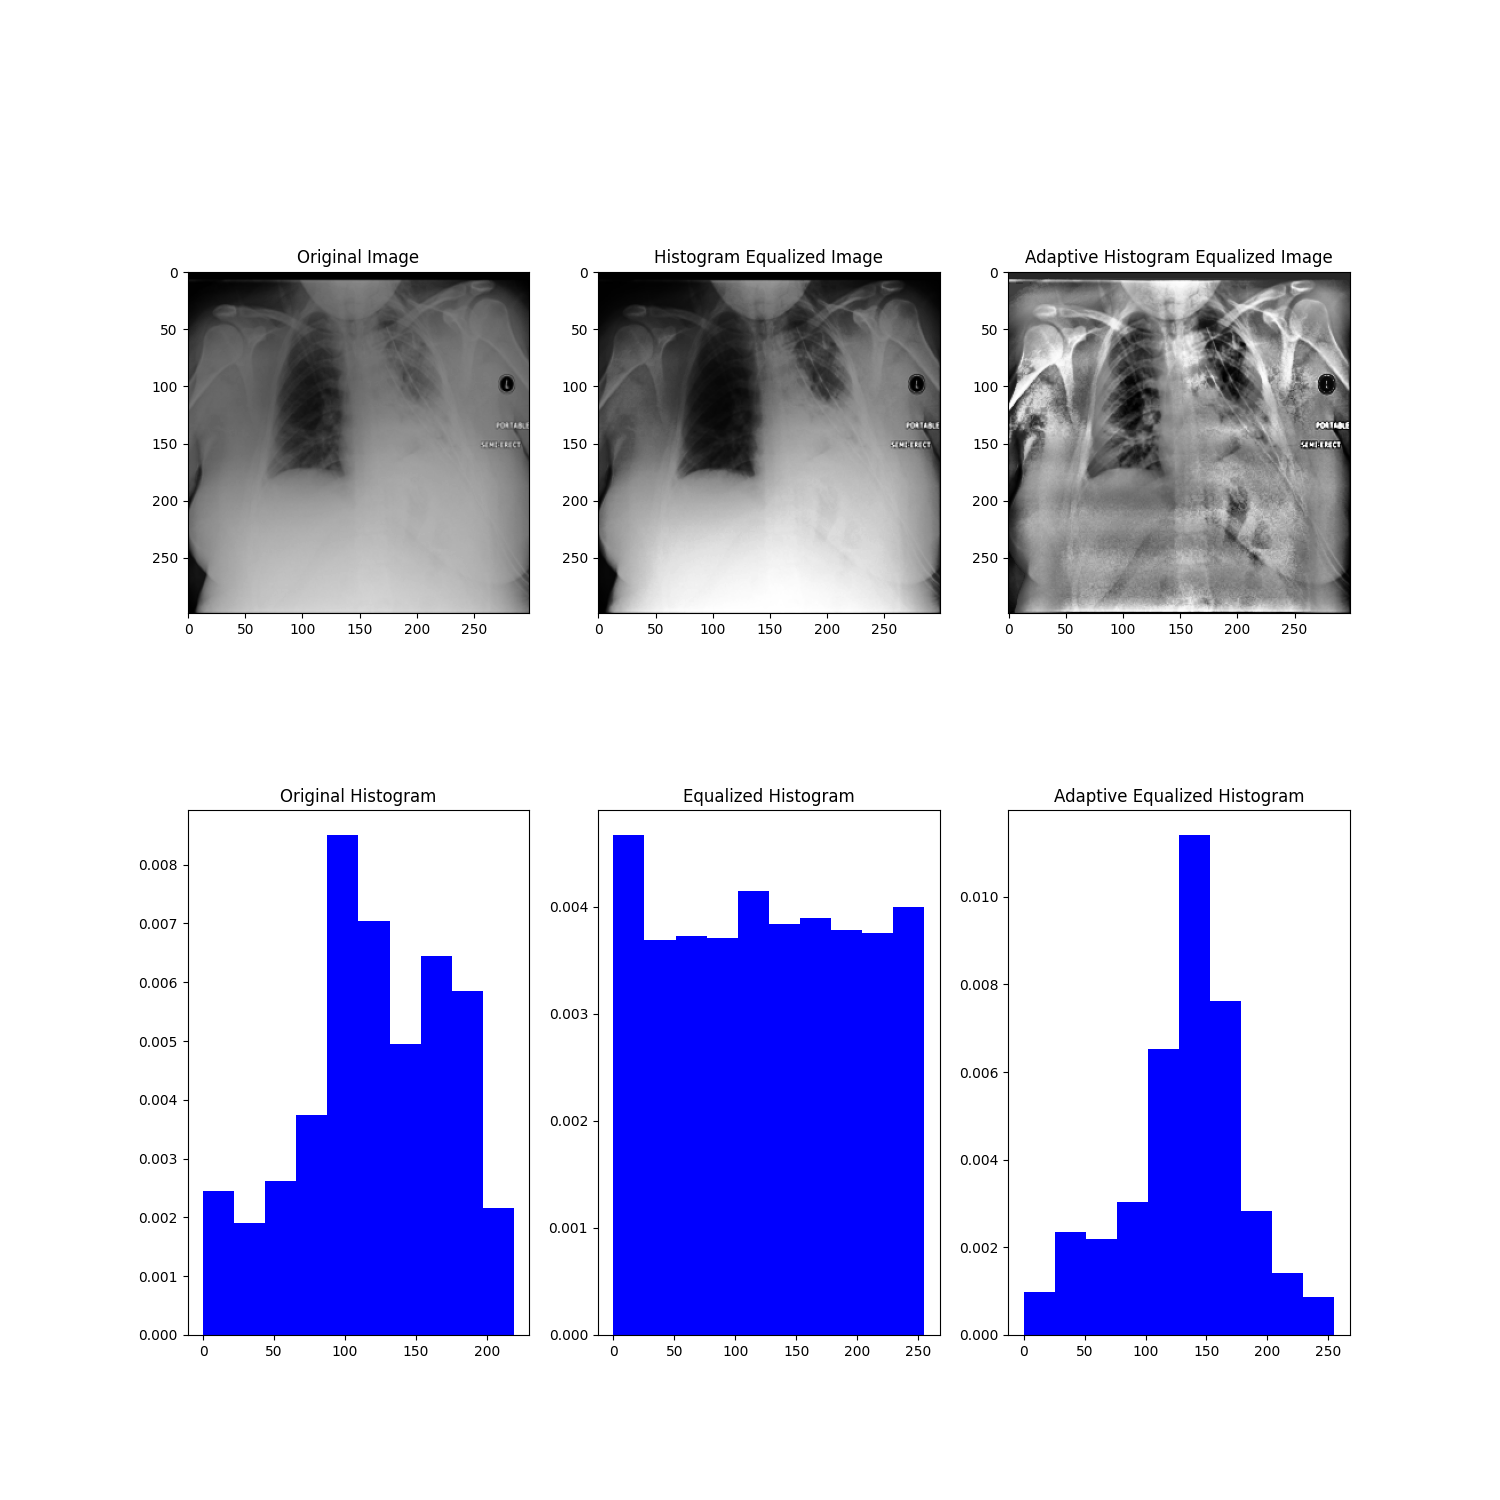 Original Image
Histogram Equalized Image
Adaptive Histogram Equalized Image
0
50
100
150
200
250
0 50 100 150 200 250
L
PORTABLE
SEMI-ERECT
0
50
100
150
200
250
0 50 100 150 200 250
L
PORTABLE
SEMI-ERECT
0
50
100
150
200
250
0 50 100 150 200 250
L
PORTABLE
SEMI-ERECT
Original Histogram
0.008
0.007
0.006
0.005
0.004
0.003
0.002
0.001
0.000
0 50 100 150 200
Equalized Histogram
0.004
0.003
0.002
0.001
0.000
0 50 100 150 200 250
Adaptive Equalized Histogram
0.010
0.008
0.006
0.004
0.002
0.000
0 50 100 150 200 250